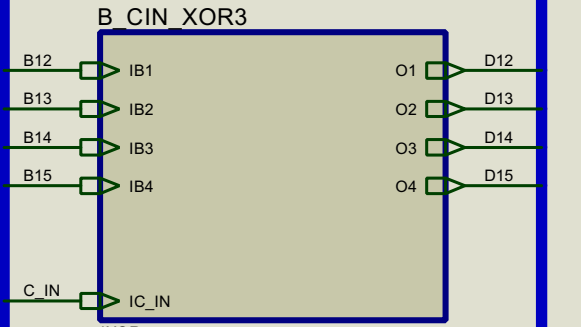 B_CIN_XOR3
B12 IB1 O1 D12
B13 IB2 O2 D13
B14 IB3 O3 D14
B15 IB4 O4 D15
C_IN IC_IN